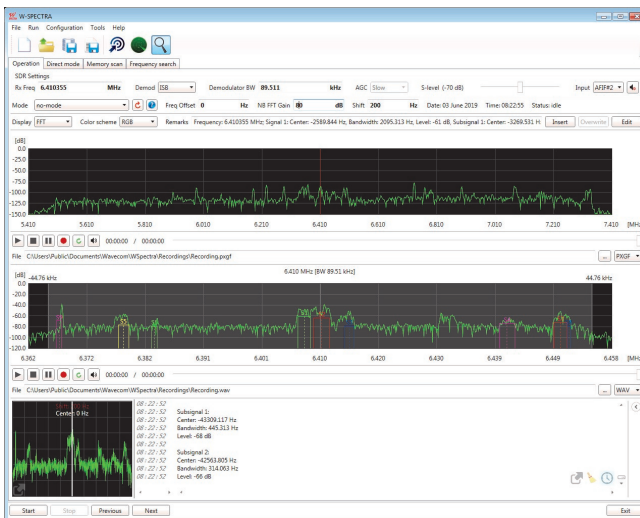 W-SPECTRA
File Run Configuration Tools Help
Operation Direct mode Memory scan Frequency search
SDR Settings
Rx Freq 6.410355 MHz Demod ISB Demodulator BW 89.511 kHz AGC Slow S-level (-70 dB) Input AFIF#2
Mode no-mode Freq Offset 0 Hz NB FFT Gain 80 dB Shift 200 Hz Date: 03 June 2019 Time: 08:22:55 Status: idle
Display FFT Color scheme RGB Remarks Frequency: 6.410355 MHz; Signal 1: Center: -2589.844 Hz, Bandwidth: 2095.313 Hz, Level: -61 dB, Subsignal 1: Center: -3269.531 H Insert Overwrite Edit
[dB]
0.0
-25.0
-50.0
-75.0
-100.0
-125.0
-150.0
5.410 5.610 5.810 6.010 6.210 6.410 6.610 6.810 7.010 7.210 7.410 [MHz
00:00:00 / 00:00:00
File C:\Users\Public\Documents\Wavecom\WSpectra\Recordings\Recording.pxgf ... PXGF
[dB] -44.76 kHz 6.410 MHz [BW 89.51 kHz] 44.76 kHz
0.0
-20.0
-40.0
-60.0
-80.0
-100.0
-120.0
6.362 6.372 6.382 6.391 6.401 6.410 6.420 6.430 6.439 6.449 6.458 [MHz
00:00:00 / 00:00:00
File C:\Users\Public\Documents\Wavecom\WSpectra\Recordings\Recording.wav ... WAV
Center 0 Hz
08:22:52
08:22:52 Subsignal 1:
08:22:52 Center: -43309.117 Hz
08:22:52 Bandwidth: 445.313 Hz
08:22:52 Level: -68 dB
08:22:52
08:22:52 Subsignal 2:
08:22:52 Center: -42563.805 Hz
08:22:52 Bandwidth: 314.063 Hz
08:22:52 Level: -66 dB
08:22:52
Start Stop Previous Next Exit